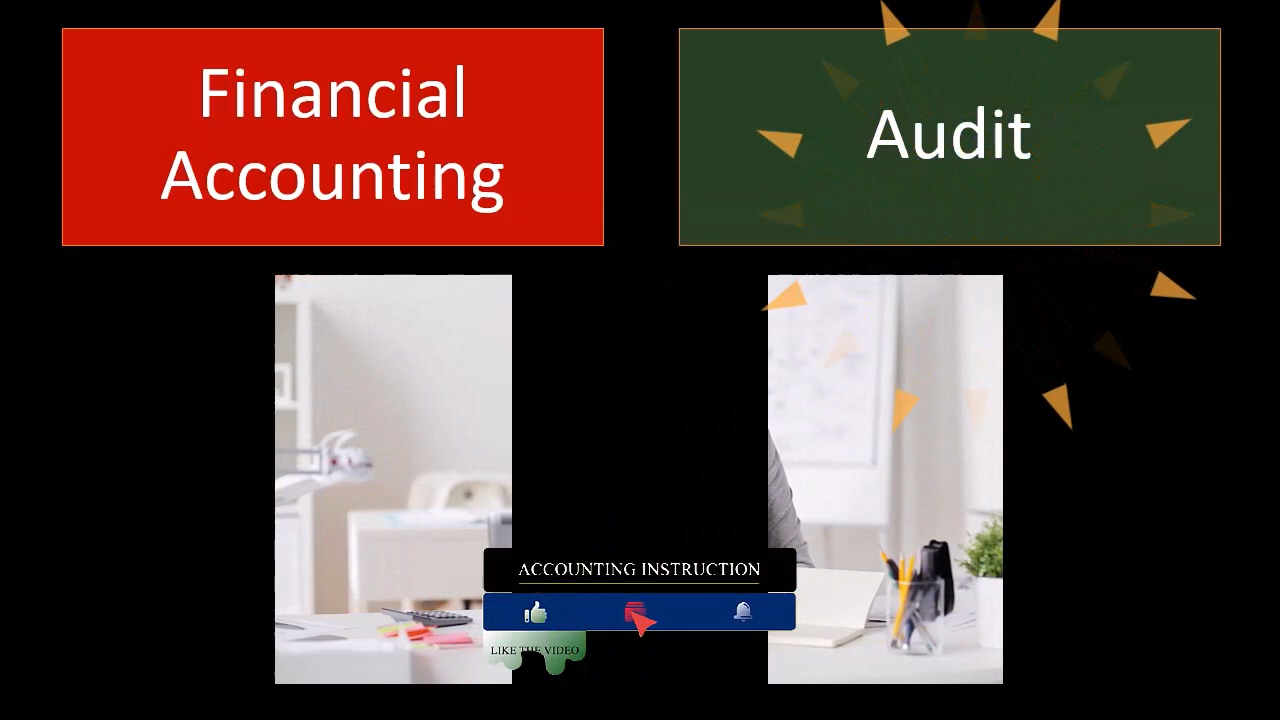 Financial
Accounting
Audit
ACCOUNTING INSTRUCTION
LIKE THE VIDEO